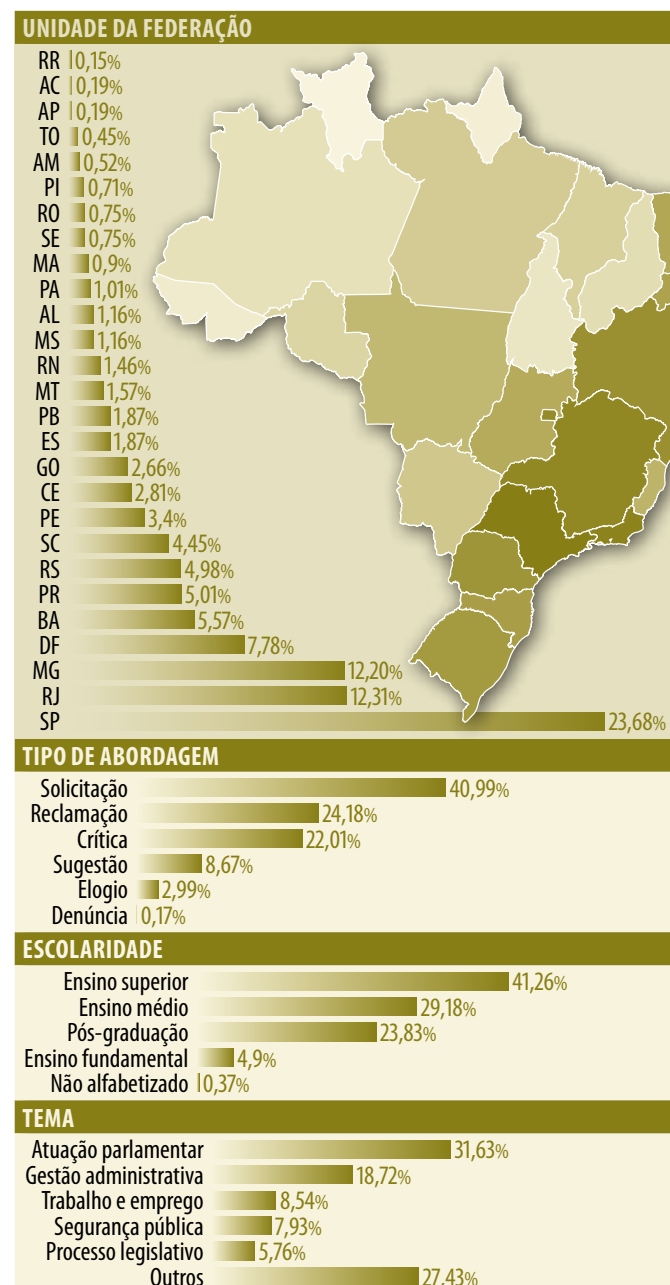 UNIDADE DA FEDERAÇÃO
RR 0,15%
AC 0,19%
AP 0,19%
TO 0,45%
AM 0,52%
PI 0,71%
RO 0,75%
SE 0,75%
MA 0,9%
PA 1,01%
AL 1,16%
MS 1,16%
RN 1,46%
MT 1,57%
PB 1,87%
ES 1,87%
GO 2,66%
CE 2,81%
PE 3,4%
SC 4,45%
RS 4,98%
PR 5,01%
BA 5,57%
DF 7,78%
MG 12,20%
RJ 12,31%
SP 23,68%
TIPO DE ABORDAGEM
Solicitação 40,99%
Reclamação 24,18%
Crítica 22,01%
Sugestão 8,67%
Elogio 2,99%
Denúncia 0,17%
ESCOLARIDADE
Ensino superior 41,26%
Ensino médio 29,18%
Pós-graduação 23,83%
Ensino fundamental 4,9%
Não alfabetizado 0,37%
TEMA
Atuação parlamentar 31,63%
Gestão administrativa 18,72%
Trabalho e emprego 8,54%
Segurança pública 7,93%
Processo legislativo 5,76%
Outros 27,43%